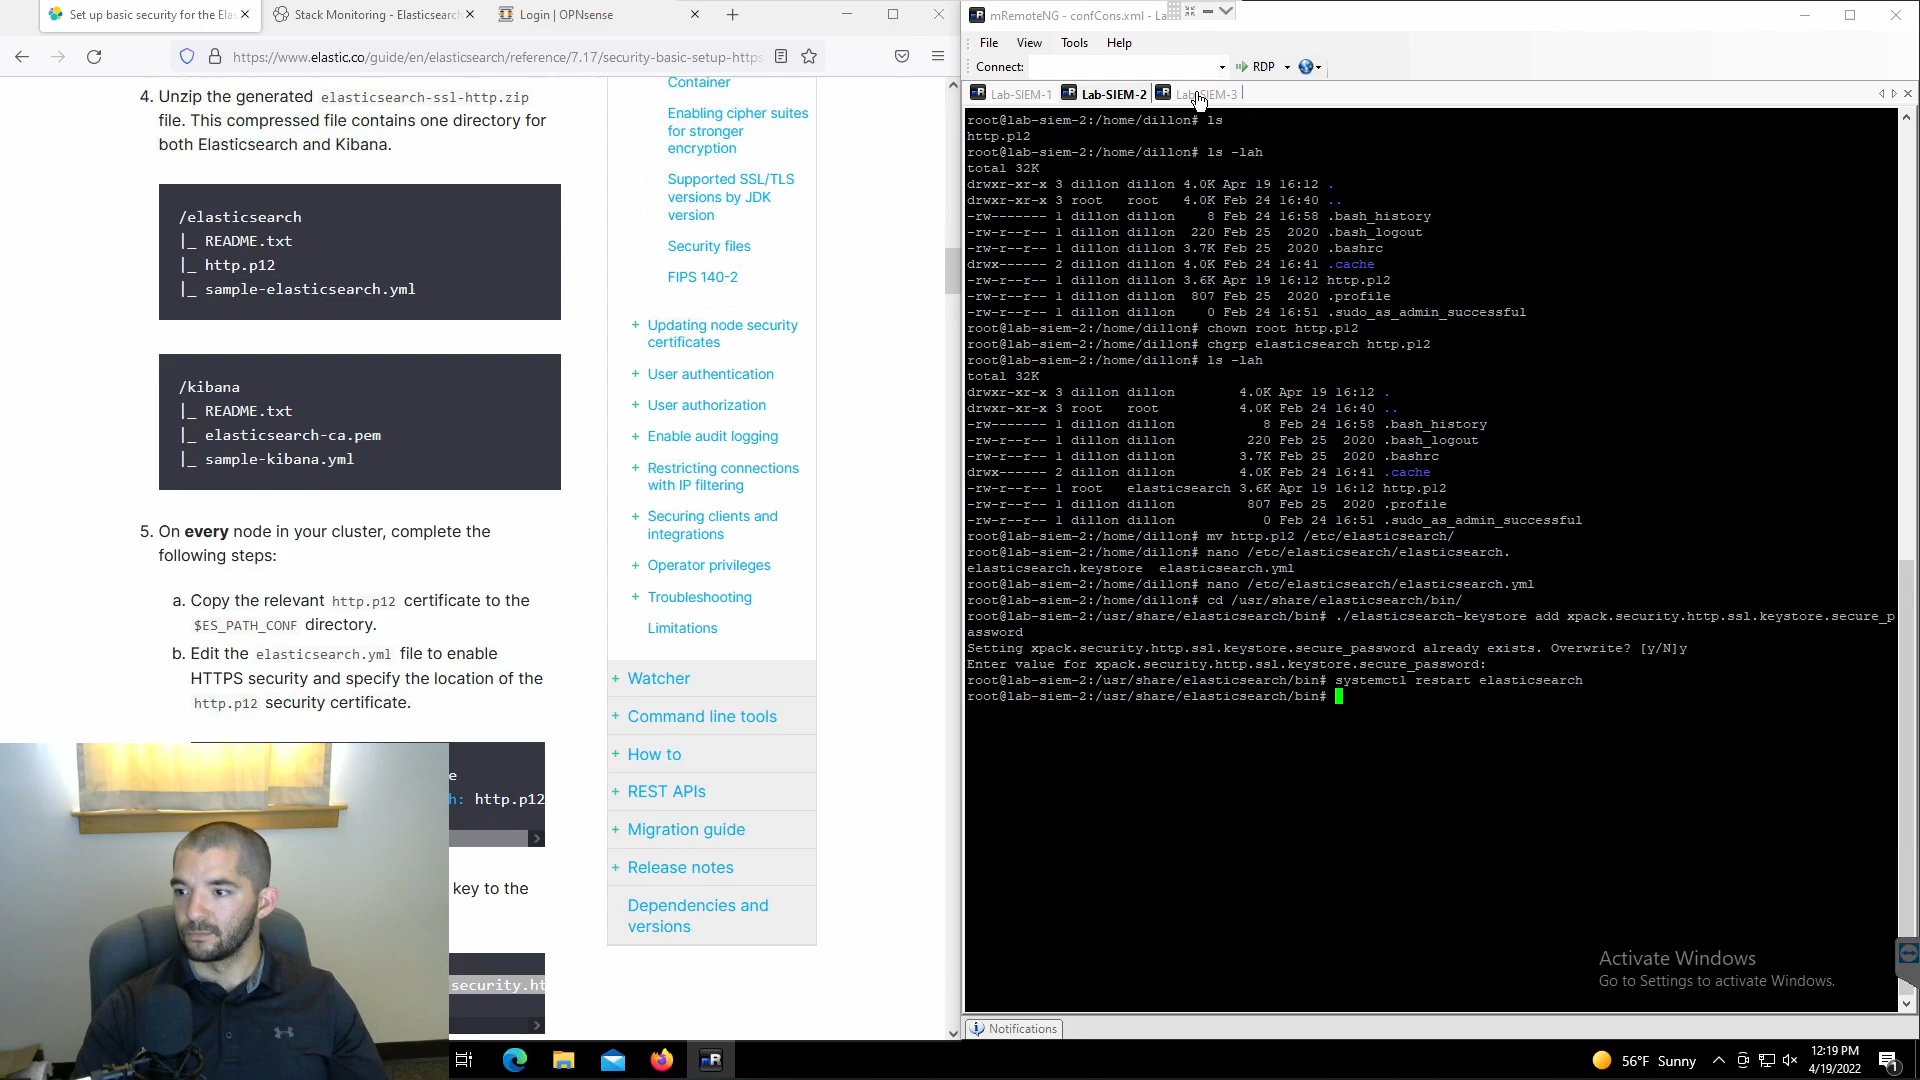 Set up basic security for the Ela
Stack Monitoring - Elasticsearch
Login | OPNsense
https://www.elastic.co/guide/en/elasticsearch/reference/7.17/security-basic-setup-https
4. Unzip the generated elasticsearch-ssl-http.zip
file. This compressed file contains one directory for
both Elasticsearch and Kibana.
/elasticsearch
|_ README.txt
|_ http.p12
|_ sample-elasticsearch.yml
/kibana
|_ README.txt
|_ elasticsearch-ca.pem
|_ sample-kibana.yml
5. On every node in your cluster, complete the
following steps:
a. Copy the relevant http.p12 certificate to the
$ES_PATH_CONF directory.
b. Edit the elasticsearch.yml file to enable
HTTPS security and specify the location of the
http.p12 security certificate.
e
h: http.p12
key to the
security.ht
Container
Enabling cipher suites
for stronger
encryption
Supported SSL/TLS
versions by JDK
version
Security files
FIPS 140-2
+ Updating node security
certificates
+ User authentication
+ User authorization
+ Enable audit logging
+ Restricting connections
with IP filtering
+ Securing clients and
integrations
+ Operator privileges
+ Troubleshooting
Limitations
+ Watcher
+ Command line tools
+ How to
+ REST APIs
+ Migration guide
+ Release notes
Dependencies and
versions
mRemoteNG - confCons.xml - La
File View Tools Help
Connect: RDP
Lab-SIEM-1 Lab-SIEM-2 Lab-SIEM-3
root@lab-siem-2:/home/dillon# ls
http.p12
root@lab-siem-2:/home/dillon# ls -lah
total 32K
drwxr-xr-x 3 dillon dillon 4.0K Apr 19 16:12 .
drwxr-xr-x 3 root   root   4.0K Feb 24 16:40 ..
-rw------- 1 dillon dillon    8 Feb 24 16:58 .bash_history
-rw-r--r-- 1 dillon dillon  220 Feb 25  2020 .bash_logout
-rw-r--r-- 1 dillon dillon 3.7K Feb 25  2020 .bashrc
drwx------ 2 dillon dillon 4.0K Feb 24 16:41 .cache
-rw-r--r-- 1 dillon dillon 3.6K Apr 19 16:12 http.p12
-rw-r--r-- 1 dillon dillon  807 Feb 25  2020 .profile
-rw-r--r-- 1 dillon dillon    0 Feb 24 16:51 .sudo_as_admin_successful
root@lab-siem-2:/home/dillon# chown root http.p12
root@lab-siem-2:/home/dillon# chgrp elasticsearch http.p12
root@lab-siem-2:/home/dillon# ls -lah
total 32K
drwxr-xr-x 3 dillon dillon        4.0K Apr 19 16:12 .
drwxr-xr-x 3 root   root          4.0K Feb 24 16:40 ..
-rw------- 1 dillon dillon           8 Feb 24 16:58 .bash_history
-rw-r--r-- 1 dillon dillon         220 Feb 25  2020 .bash_logout
-rw-r--r-- 1 dillon dillon        3.7K Feb 25  2020 .bashrc
drwx------ 2 dillon dillon        4.0K Feb 24 16:41 .cache
-rw-r--r-- 1 root   elasticsearch 3.6K Apr 19 16:12 http.p12
-rw-r--r-- 1 dillon dillon         807 Feb 25  2020 .profile
-rw-r--r-- 1 dillon dillon           0 Feb 24 16:51 .sudo_as_admin_successful
root@lab-siem-2:/home/dillon# mv http.p12 /etc/elasticsearch/
root@lab-siem-2:/home/dillon# nano /etc/elasticsearch/elasticsearch.
elasticsearch.keystore  elasticsearch.yml
root@lab-siem-2:/home/dillon# nano /etc/elasticsearch/elasticsearch.yml
root@lab-siem-2:/home/dillon# cd /usr/share/elasticsearch/bin/
root@lab-siem-2:/usr/share/elasticsearch/bin# ./elasticsearch-keystore add xpack.security.http.ssl.keystore.secure_p
assword
Setting xpack.security.http.ssl.keystore.secure_password already exists. Overwrite? [y/N]y
Enter value for xpack.security.http.ssl.keystore.secure_password:
root@lab-siem-2:/usr/share/elasticsearch/bin# systemctl restart elasticsearch
root@lab-siem-2:/usr/share/elasticsearch/bin#
Activate Windows
Go to Settings to activate Windows.
Notifications
56°F Sunny
12:19 PM
4/19/2022
1